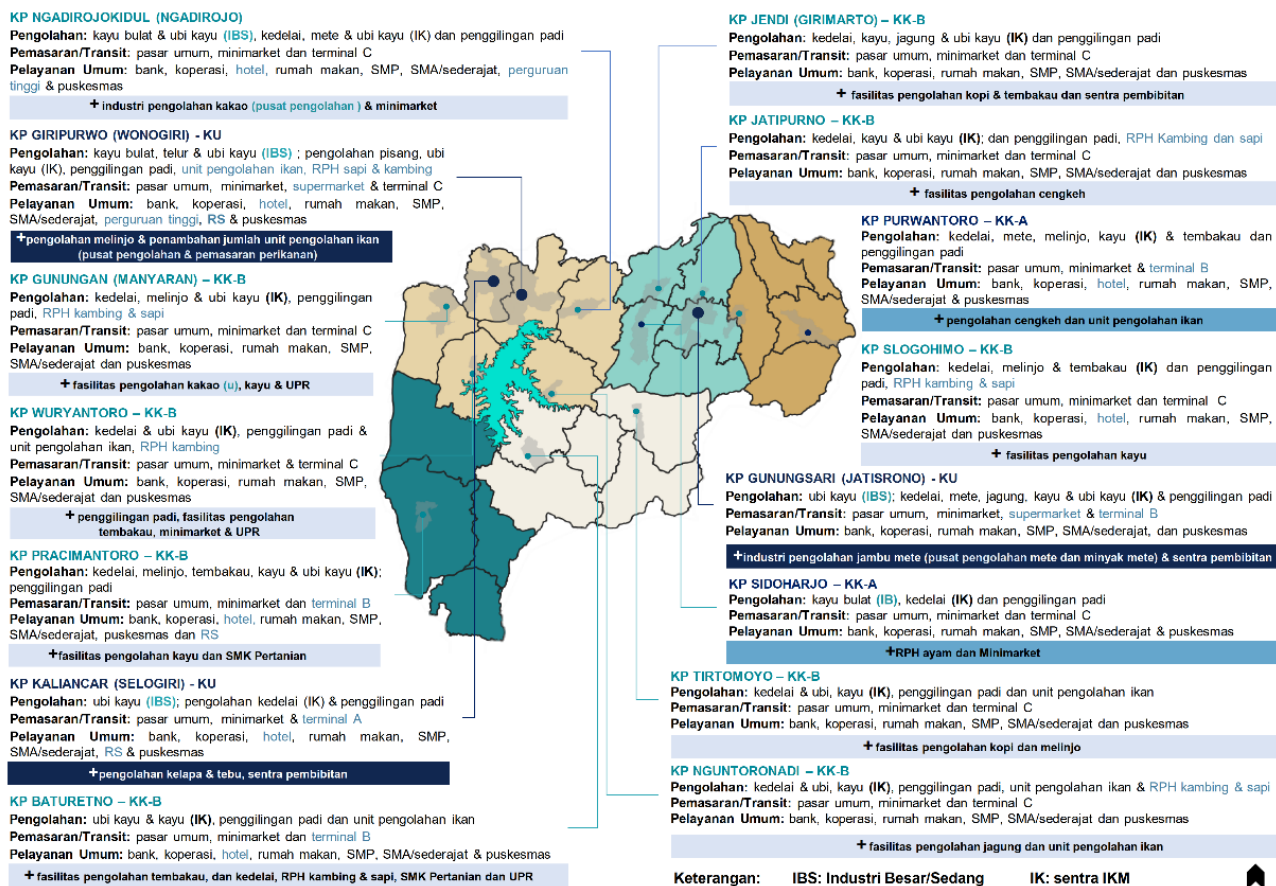 KP NGADIROJOKIDUL (NGADIROJO)
Pengolahan: kayu bulat & ubi kayu (IBS), kedelai, mete & ubi kayu (IK) dan penggilingan padi
Pemasaran/Transit: pasar umum, minimarket dan terminal C
Pelayanan Umum: bank, koperasi, hotel, rumah makan, SMP, SMA/sederajat, perguruan
tinggi & puskesmas
+ industri pengolahan kakao (pusat pengolahan ) & minimarket
KP GIRIPURWO (WONOGIRI) - KU
Pengolahan: kayu bulat, telur & ubi kayu (IBS) ; pengolahan pisang, ubi
kayu (IK), penggilingan padi, unit pengolahan ikan, RPH sapi & kambing
Pemasaran/Transit: pasar umum, minimarket, supermarket & terminal C
Pelayanan Umum: bank, koperasi, hotel, rumah makan, SMP,
SMA/sederajat, perguruan tinggi, RS & puskesmas
+pengolahan melinjo & penambahan jumlah unit pengolahan ikan
(pusat pengolahan & pemasaran perikanan)
KP GUNUNGAN (MANYARAN) – KK-B
Pengolahan: kedelai, melinjo & ubi kayu (IK), penggilingan
padi, RPH kambing & sapi
Pemasaran/Transit: pasar umum, minimarket dan terminal C
Pelayanan Umum: bank, koperasi, rumah makan, SMP,
SMA/sederajat dan puskesmas
+ fasilitas pengolahan kakao (u), kayu & UPR
KP WURYANTORO – KK-B
Pengolahan: kedelai & ubi kayu (IK), penggilingan padi &
unit pengolahan ikan, RPH kambing
Pemasaran/Transit: pasar umum, minimarket & terminal C
Pelayanan Umum: bank, koperasi, rumah makan, SMP,
SMA/sederajat dan puskesmas
+ penggilingan padi, fasilitas pengolahan
tembakau, minimarket & UPR
KP PRACIMANTORO – KK-B
Pengolahan: kedelai, melinjo, tembakau, kayu & ubi kayu (IK);
penggilingan padi
Pemasaran/Transit: pasar umum, minimarket dan terminal B
Pelayanan Umum: bank, koperasi, hotel, rumah makan, SMP,
SMA/sederajat, puskesmas dan RS
+fasilitas pengolahan kayu dan SMK Pertanian
KP KALIANCAR (SELOGIRI) - KU
Pengolahan: ubi kayu (IBS); pengolahan kedelai (IK) & penggilingan padi
Pemasaran/Transit: pasar umum, minimarket & terminal A
Pelayanan Umum: bank, koperasi, hotel, rumah makan, SMP,
SMA/sederajat, RS & puskesmas
+pengolahan kelapa & tebu, sentra pembibitan
KP BATURETNO – KK-B
Pengolahan: ubi kayu & kayu (IK), penggilingan padi dan unit pengolahan ikan
Pemasaran/Transit: pasar umum, minimarket dan terminal B
Pelayanan Umum: bank, koperasi, hotel, rumah makan, SMP, SMA/sederajat & puskesmas
+ fasilitas pengolahan tembakau, dan kedelai, RPH kambing & sapi, SMK Pertanian dan UPR
KP JENDI (GIRIMARTO) – KK-B
Pengolahan: kedelai, kayu, jagung & ubi kayu (IK) dan penggilingan padi
Pemasaran/Transit: pasar umum, minimarket dan terminal C
Pelayanan Umum: bank, koperasi, rumah makan, SMP, SMA/sederajat dan puskesmas
+ fasilitas pengolahan kopi & tembakau dan sentra pembibitan
KP JATIPURNO – KK-B
Pengolahan: kedelai, kayu & ubi kayu (IK); dan penggilingan padi, RPH Kambing dan sapi
Pemasaran/Transit: pasar umum, minimarket dan terminal C
Pelayanan Umum: bank, koperasi, rumah makan, SMP, SMA/sederajat dan puskesmas
+ fasilitas pengolahan cengkeh
KP PURWANTORO – KK-A
Pengolahan: kedelai, mete, melinjo, kayu (IK) & tembakau dan
penggilingan padi
Pemasaran/Transit: pasar umum, minimarket & terminal B
Pelayanan Umum: bank, koperasi, hotel, rumah makan, SMP,
SMA/sederajat & puskesmas
+ pengolahan cengkeh dan unit pengolahan ikan
KP SLOGOHIMO – KK-B
Pengolahan: kedelai, melinjo & tembakau (IK) dan penggilingan
padi, RPH kambing & sapi
Pemasaran/Transit: pasar umum, minimarket dan terminal C
Pelayanan Umum: bank, koperasi, hotel, rumah makan, SMP,
SMA/sederajat dan puskesmas
+ fasilitas pengolahan kayu
KP GUNUNGSARI (JATISRONO) - KU
Pengolahan: ubi kayu (IBS); kedelai, mete, jagung, kayu & ubi kayu (IK) & penggilingan padi
Pemasaran/Transit: pasar umum, minimarket, supermarket & terminal B
Pelayanan Umum: bank, koperasi, rumah makan, SMP, SMA/sederajat, dan puskesmas
+industri pengolahan jambu mete (pusat pengolahan mete dan minyak mete) & sentra pembibitan
KP SIDOHARJO – KK-A
Pengolahan: kayu bulat (IB), kedelai (IK) dan penggilingan padi
Pemasaran/Transit: pasar umum, minimarket dan terminal C
Pelayanan Umum: bank, koperasi, rumah makan, SMP, SMA/sederajat & puskesmas
+RPH ayam dan Minimarket
KP TIRTOMOYO – KK-B
Pengolahan: kedelai & ubi, kayu (IK), penggilingan padi dan unit pengolahan ikan
Pemasaran/Transit: pasar umum, minimarket dan terminal C
Pelayanan Umum: bank, koperasi, rumah makan, SMP, SMA/sederajat dan puskesmas
+ fasilitas pengolahan kopi dan melinjo
KP NGUNTORONADI – KK-B
Pengolahan: kedelai, ubi, kayu (IK), penggilingan padi, unit pengolahan ikan & RPH kambing & sapi
Pemasaran/Transit: pasar umum, minimarket dan terminal C
Pelayanan Umum: bank, koperasi, rumah makan, SMP, SMA/sederajat dan puskesmas
+ fasilitas pengolahan jagung dan unit pengolahan ikan
Keterangan: IBS: Industri Besar/Sedang IK: sentra IKM